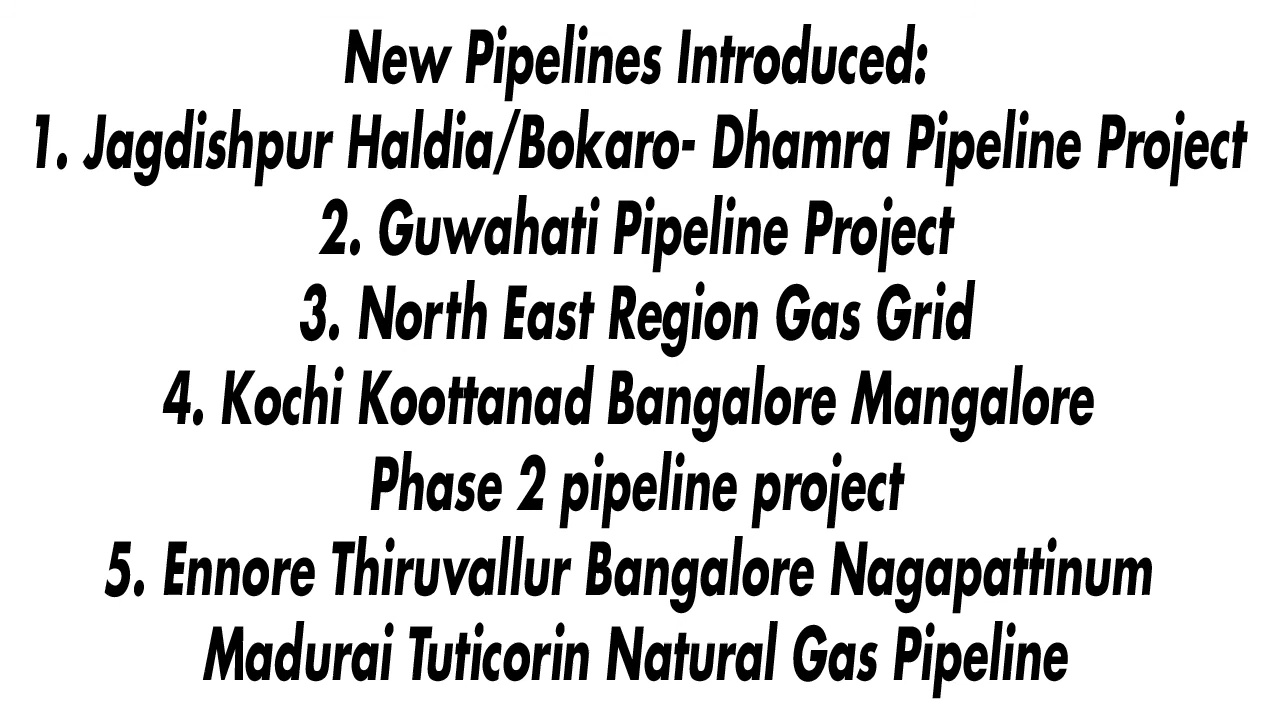 New Pipelines Introduced:
1. Jagdishpur Haldia/Bokaro- Dhamra Pipeline Project
2. Guwahati Pipeline Project
3. North East Region Gas Grid
4. Kochi Koottanad Bangalore Mangalore
Phase 2 pipeline project
5. Ennore Thiruvallur Bangalore Nagapattinum
Madurai Tuticorin Natural Gas Pipeline